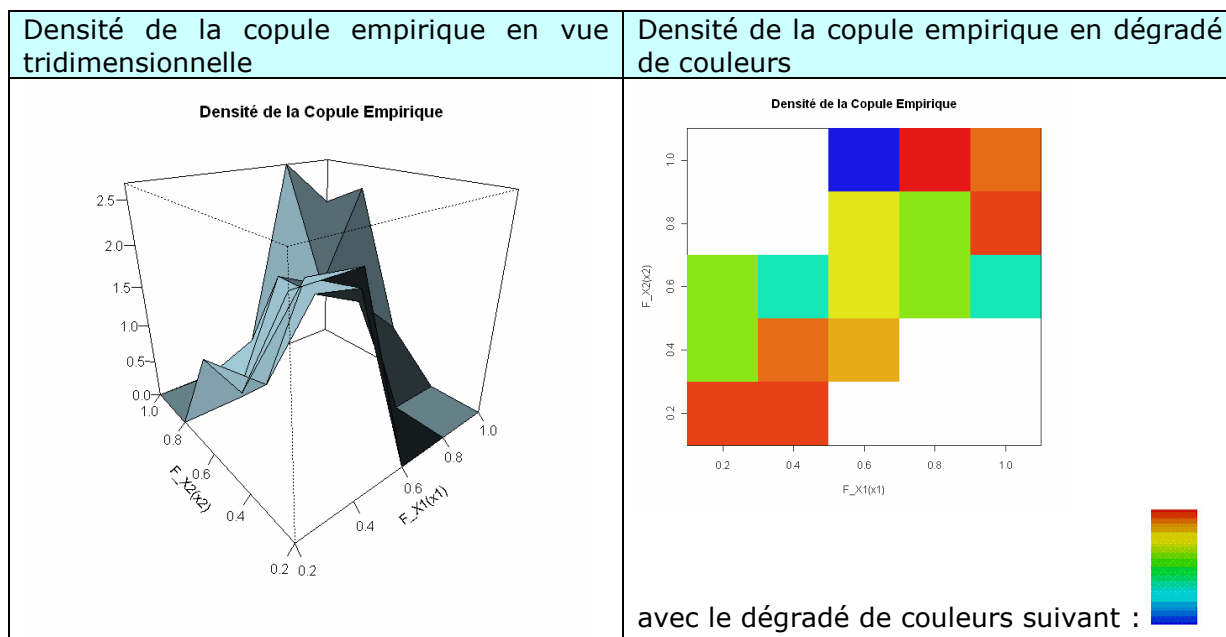 Densité de la copule empirique en vue
tridimensionnelle
Densité de la copule empirique en dégradé
de couleurs
Densité de la Copule Empirique
2.5
2.0
1.5
1.0
0.5
0.0
1.0
0.8
0.6
0.4
0.2
F_X2(x2)
0.2
0.4
0.6
0.8
1.0
F_X1(x1)
Densité de la Copule Empirique
1.0
0.8
0.6
0.4
0.2
F_X2(x2)
0.2 0.4 0.6 0.8 1.0
F_X1(x1)
avec le dégradé de couleurs suivant :